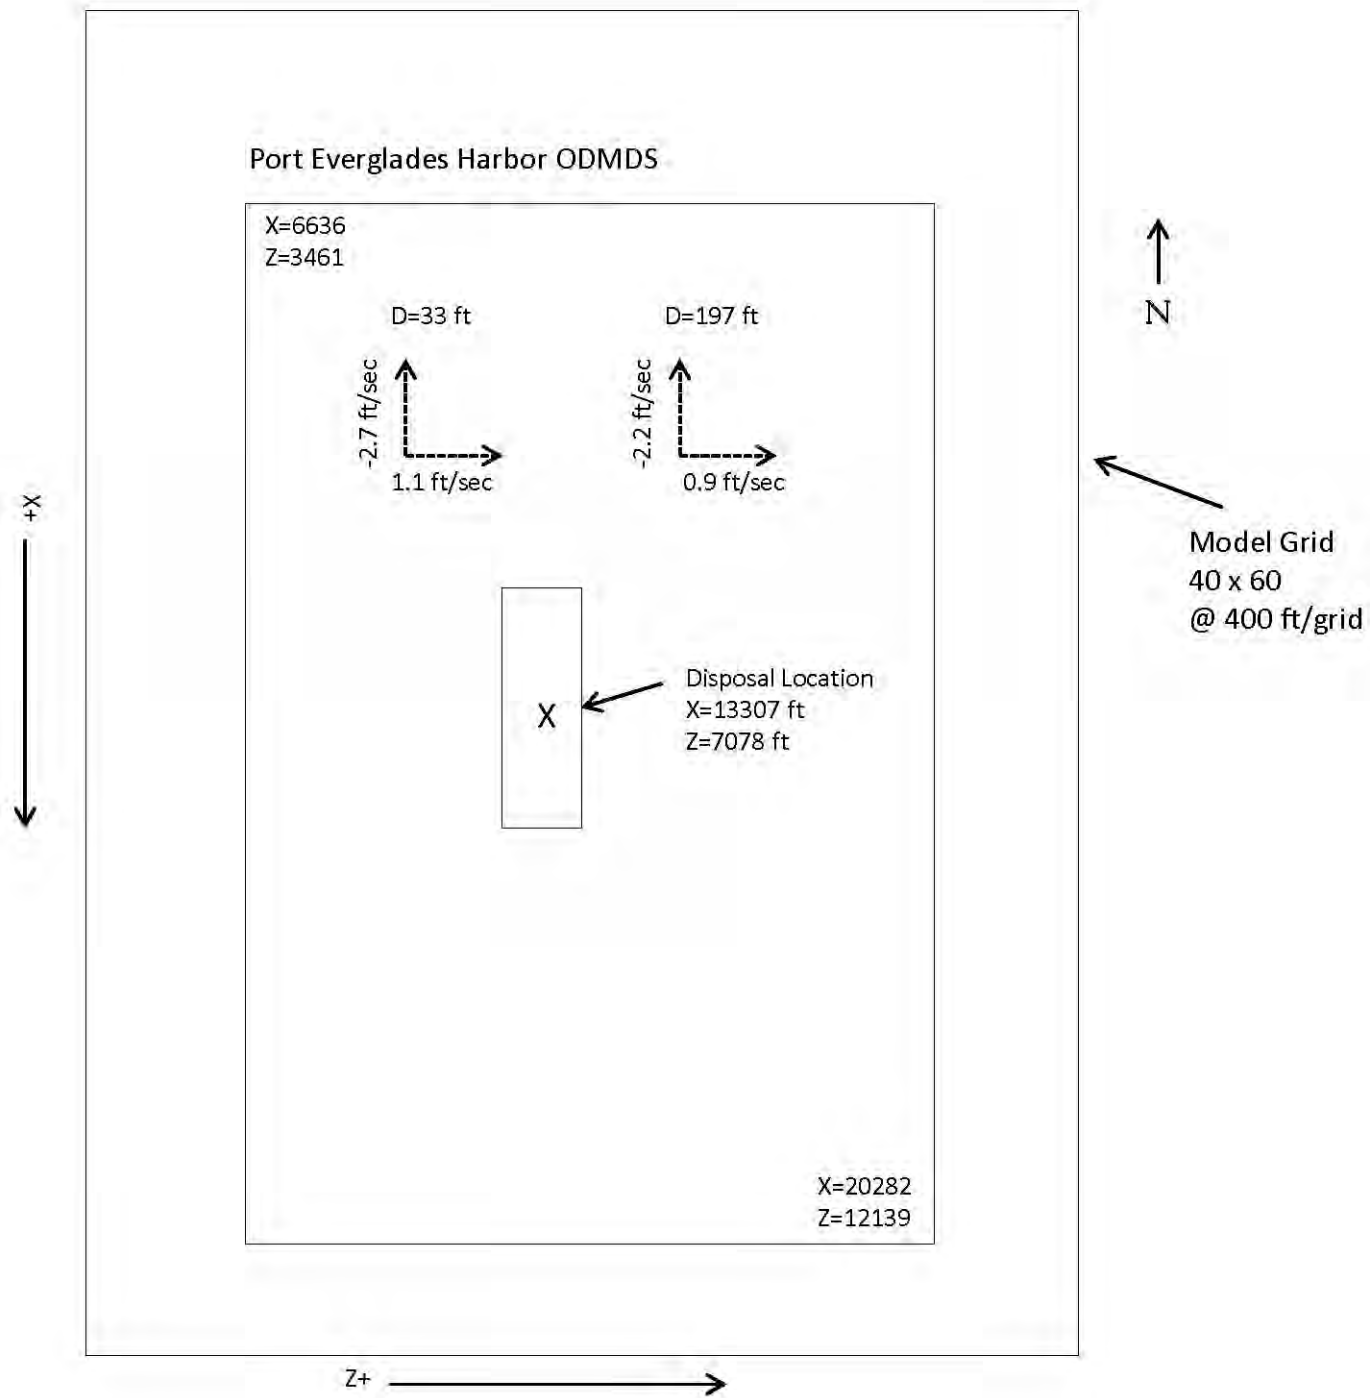 Port Everglades Harbor ODMDS
X=6636
Z=3461
N
D=33 ft
-2.7 ft/sec
1.1 ft/sec
D=197 ft
-2.2 ft/sec
0.9 ft/sec
+X
Model Grid
40 x 60
@ 400 ft/grid
Disposal Location
X=13307 ft
Z=7078 ft
X
X=20282
Z=12139
Z+